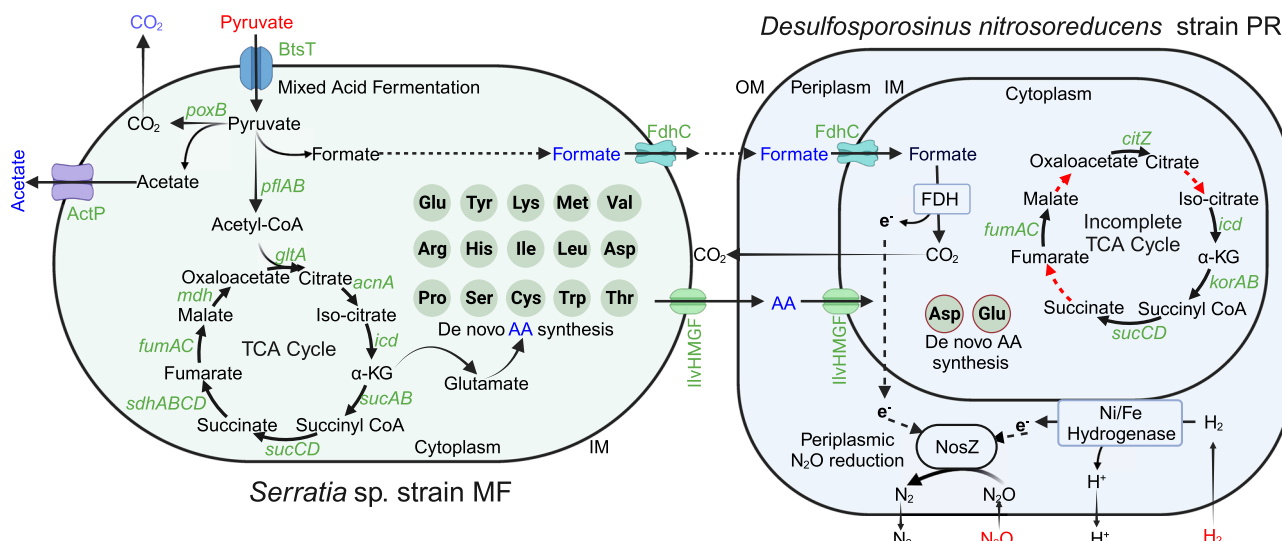 Desulfosporosinus nitrosoreducens strain PR
CO₂
Pyruvate
BtsT
Mixed Acid Fermentation
poxB
CO₂
Pyruvate
Formate
Formate
FdhC
Acetate
Acetate
ActP
pflAB
Acetyl-CoA
gltA
Oxaloacetate
Citrate
acnA
mdh
Malate
Iso-citrate
icd
TCA Cycle
fumAC
Fumarate
α-KG
sucAB
sdhABCD
Succinate
Succinyl CoA
sucCD
Glutamate
Glu Tyr Lys Met Val
Arg His Ile Leu Asp
Pro Ser Cys Trp Thr
De novo AA synthesis
IlvHMGF
Cytoplasm
IM
Serratia sp. strain MF
OM
Periplasm
IM
Cytoplasm
Formate
FdhC
Formate
FDH
e⁻
CO₂
CO₂
AA
IlvHMGF
citZ
Oxaloacetate
Citrate
Malate
Iso-citrate
Incomplete
TCA Cycle
fumAC
icd
Fumarate
α-KG
korAB
Succinate
Succinyl CoA
sucCD
Asp Glu
De novo AA
synthesis
e⁻
e⁻
Ni/Fe
Hydrogenase
H₂
Periplasmic
N₂O reduction
NosZ
H⁺
N₂
N₂O
N₂
N₂O
H⁺
H₂